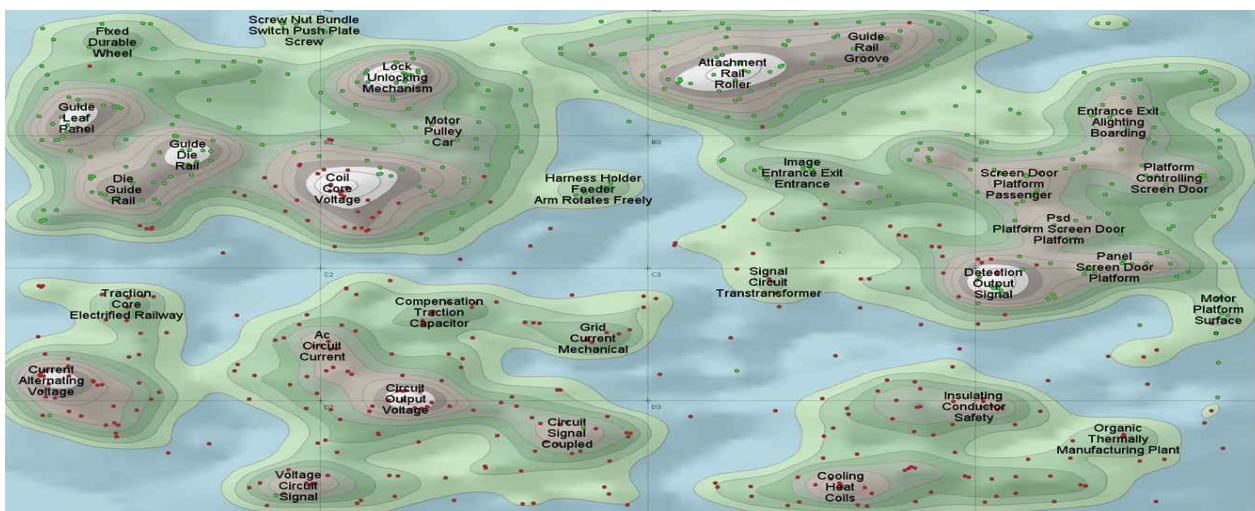 Fixed
Durable
Wheel
Screw Nut Bundle
Switch Push Plate
Screw
Lock
Unlocking
Mechanism
Attachment
Rail
Roller
Guide
Rail
Groove
Guide
Leaf
Panel
Guide
Die
Rail
Motor
Pulley
Car
Entrance Exit
Alighting
Boarding
Die
Guide
Rail
Coil
Core
Voltage
Harness Holder
Feeder
Arm Rotates Freely
Image
Entrance Exit
Entrance
Screen Door
Platform
Passenger
Platform
Controlling
Screen Door
Psd
Platform Screen Door
Platform
Panel
Screen Door
Platform
Detection
Output
Signal
Signal
Circuit
Transtransformer
Motor
Platform
Surface
C2
C3
Traction
Core
Electrified Railway
Compensation
Traction
Capacitor
Grid
Current
Mechanical
Ac
Circuit
Current
Current
Alternating
Voltage
Circuit
Output
Voltage
Circuit
Signal
Coupled
D3
Insulating
Conductor
Safety
Organic
Thermally
Manufacturing Plant
Voltage
Circuit
Signal
Cooling
Heat
Coils